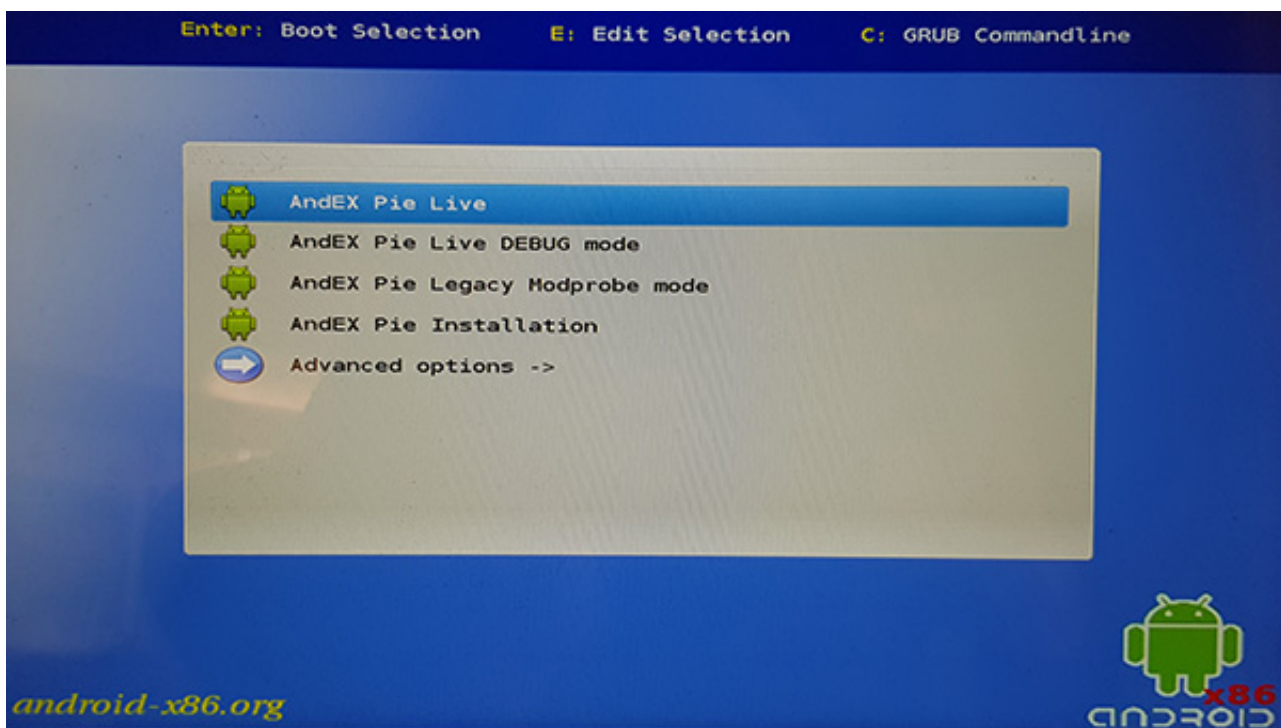 Enter: Boot Selection E: Edit Selection C: GRUB Commandline
AndEX Pie Live
AndEX Pie Live DEBUG mode
AndEX Pie Legacy Modprobe mode
AndEX Pie Installation
Advanced options ->
android-x86.org
x86
ANDROID